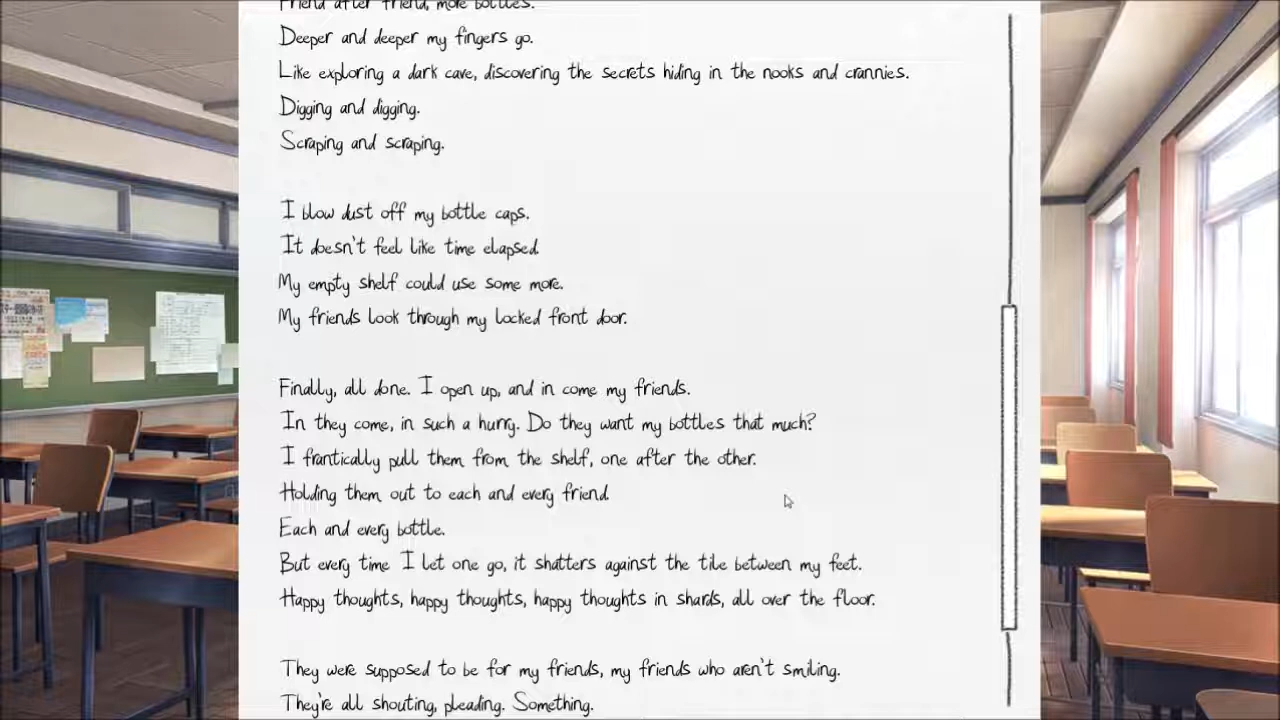 Friend after friend, more bottles.
Deeper and deeper my fingers go.
Like exploring a dark cave, discovering the secrets hiding in the nooks and crannies.
Digging and digging.
Scraping and scraping.
I blow dust off my bottle caps.
It doesn't feel like time elapsed.
My empty shelf could use some more.
My friends look through my locked front door.
Finally, all done. I open up, and in come my friends.
In they come, in such a hurry. Do they want my bottles that much?
I frantically pull them from the shelf, one after the other.
Holding them out to each and every friend.
Each and every bottle.
But every time I let one go, it shatters against the tile between my feet.
Happy thoughts, happy thoughts, happy thoughts in shards, all over the floor.
They were supposed to be for my friends, my friends who aren't smiling.
They're all shouting, pleading. Something.